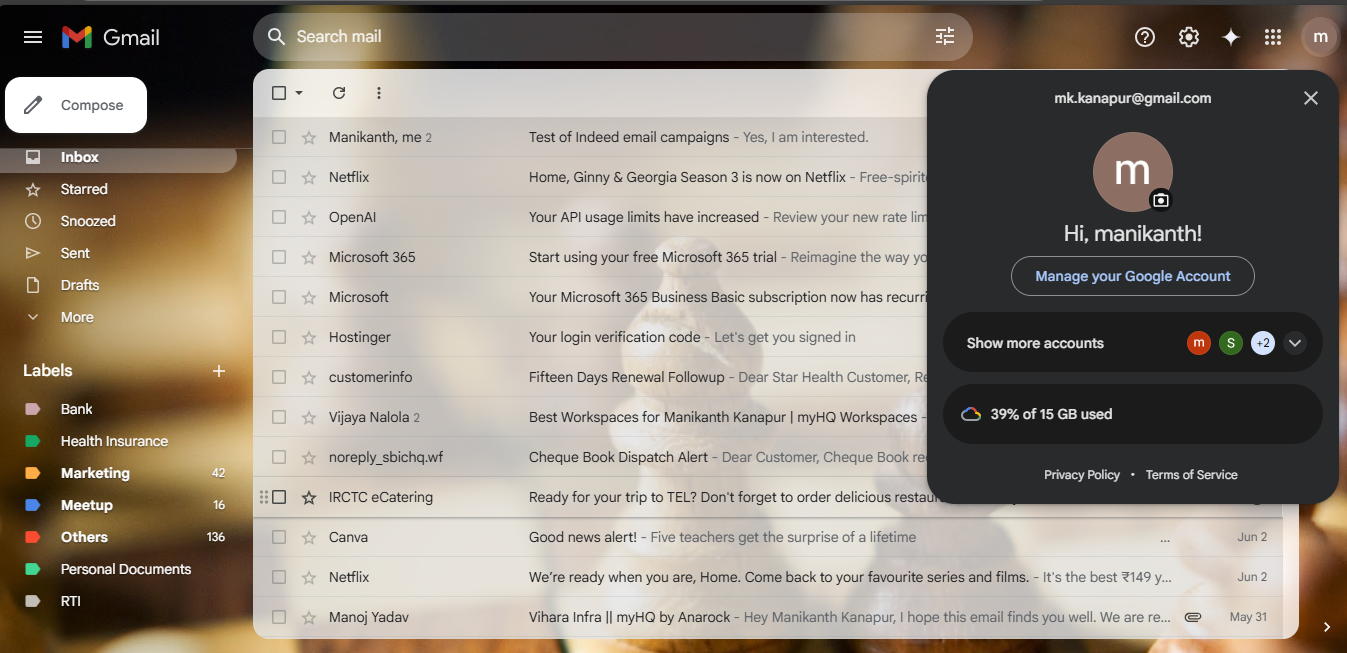 Gmail
Search mail
m
Compose
Inbox
Starred
Snoozed
Sent
Drafts
More
Labels
Bank
Health Insurance
Marketing 42
Meetup 16
Others 136
Personal Documents
RTI
Manikanth, me 2 Test of Indeed email campaigns - Yes, I am interested.
Netflix Home, Ginny & Georgia Season 3 is now on Netflix - Free-spirite
OpenAI Your API usage limits have increased - Review your new rate lim
Microsoft 365 Start using your free Microsoft 365 trial - Reimagine the way yo
Microsoft Your Microsoft 365 Business Basic subscription now has recurri
Hostinger Your login verification code - Let's get you signed in
customerinfo Fifteen Days Renewal Followup - Dear Star Health Customer, Re
Vijaya Nalola 2 Best Workspaces for Manikanth Kanapur | myHQ Workspaces -
noreply_sbichq.wf Cheque Book Dispatch Alert - Dear Customer, Cheque Book re
IRCTC eCatering Ready for your trip to TEL? Don't forget to order delicious restau
Canva Good news alert! - Five teachers get the surprise of a lifetime ... Jun 2
Netflix We're ready when you are, Home. Come back to your favourite series and films. - It's the best ₹149 y... Jun 2
Manoj Yadav Vihara Infra || myHQ by Anarock - Hey Manikanth Kanapur, I hope this email finds you well. We are re... May 31
mk.kanapur@gmail.com
m
Hi, manikanth!
Manage your Google Account
Show more accounts m S +2
39% of 15 GB used
Privacy Policy • Terms of Service